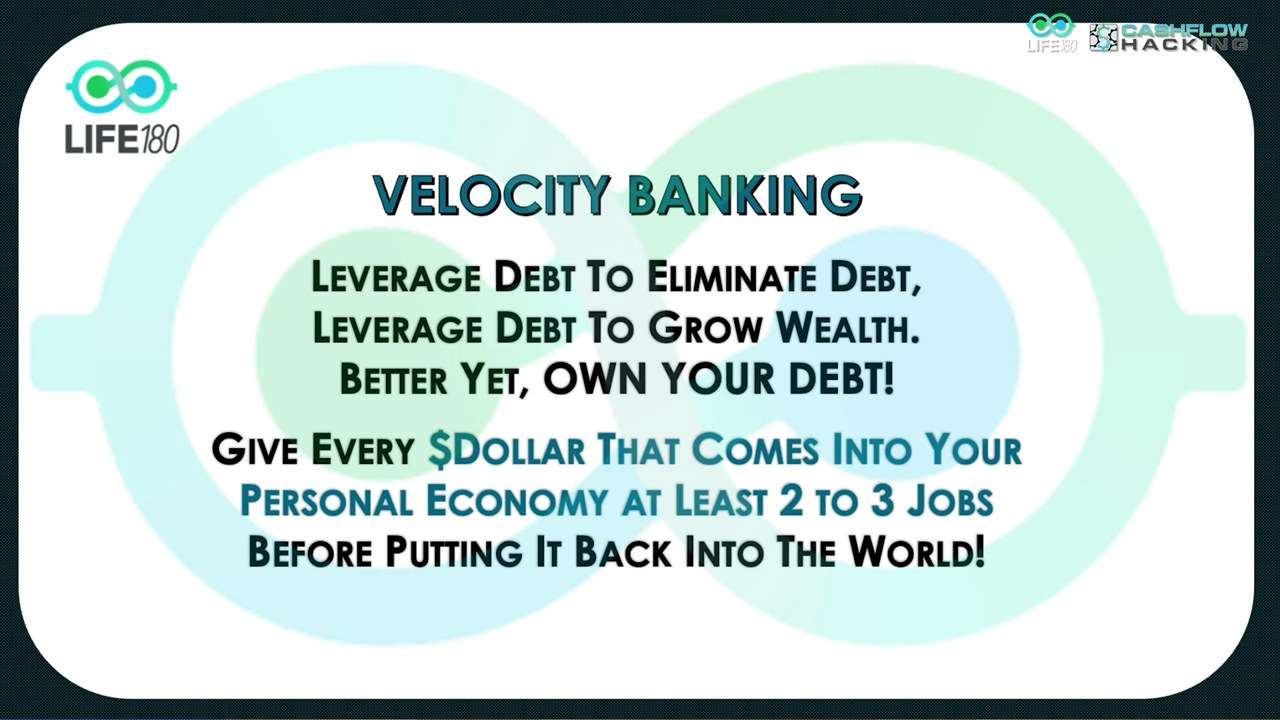 LIFE180
CASHFLOW
HACKING
LIFE180
VELOCITY BANKING
LEVERAGE DEBT TO ELIMINATE DEBT,
LEVERAGE DEBT TO GROW WEALTH.
BETTER YET, OWN YOUR DEBT!
GIVE EVERY $DOLLAR THAT COMES INTO YOUR
PERSONAL ECONOMY AT LEAST 2 TO 3 JOBS
BEFORE PUTTING IT BACK INTO THE WORLD!